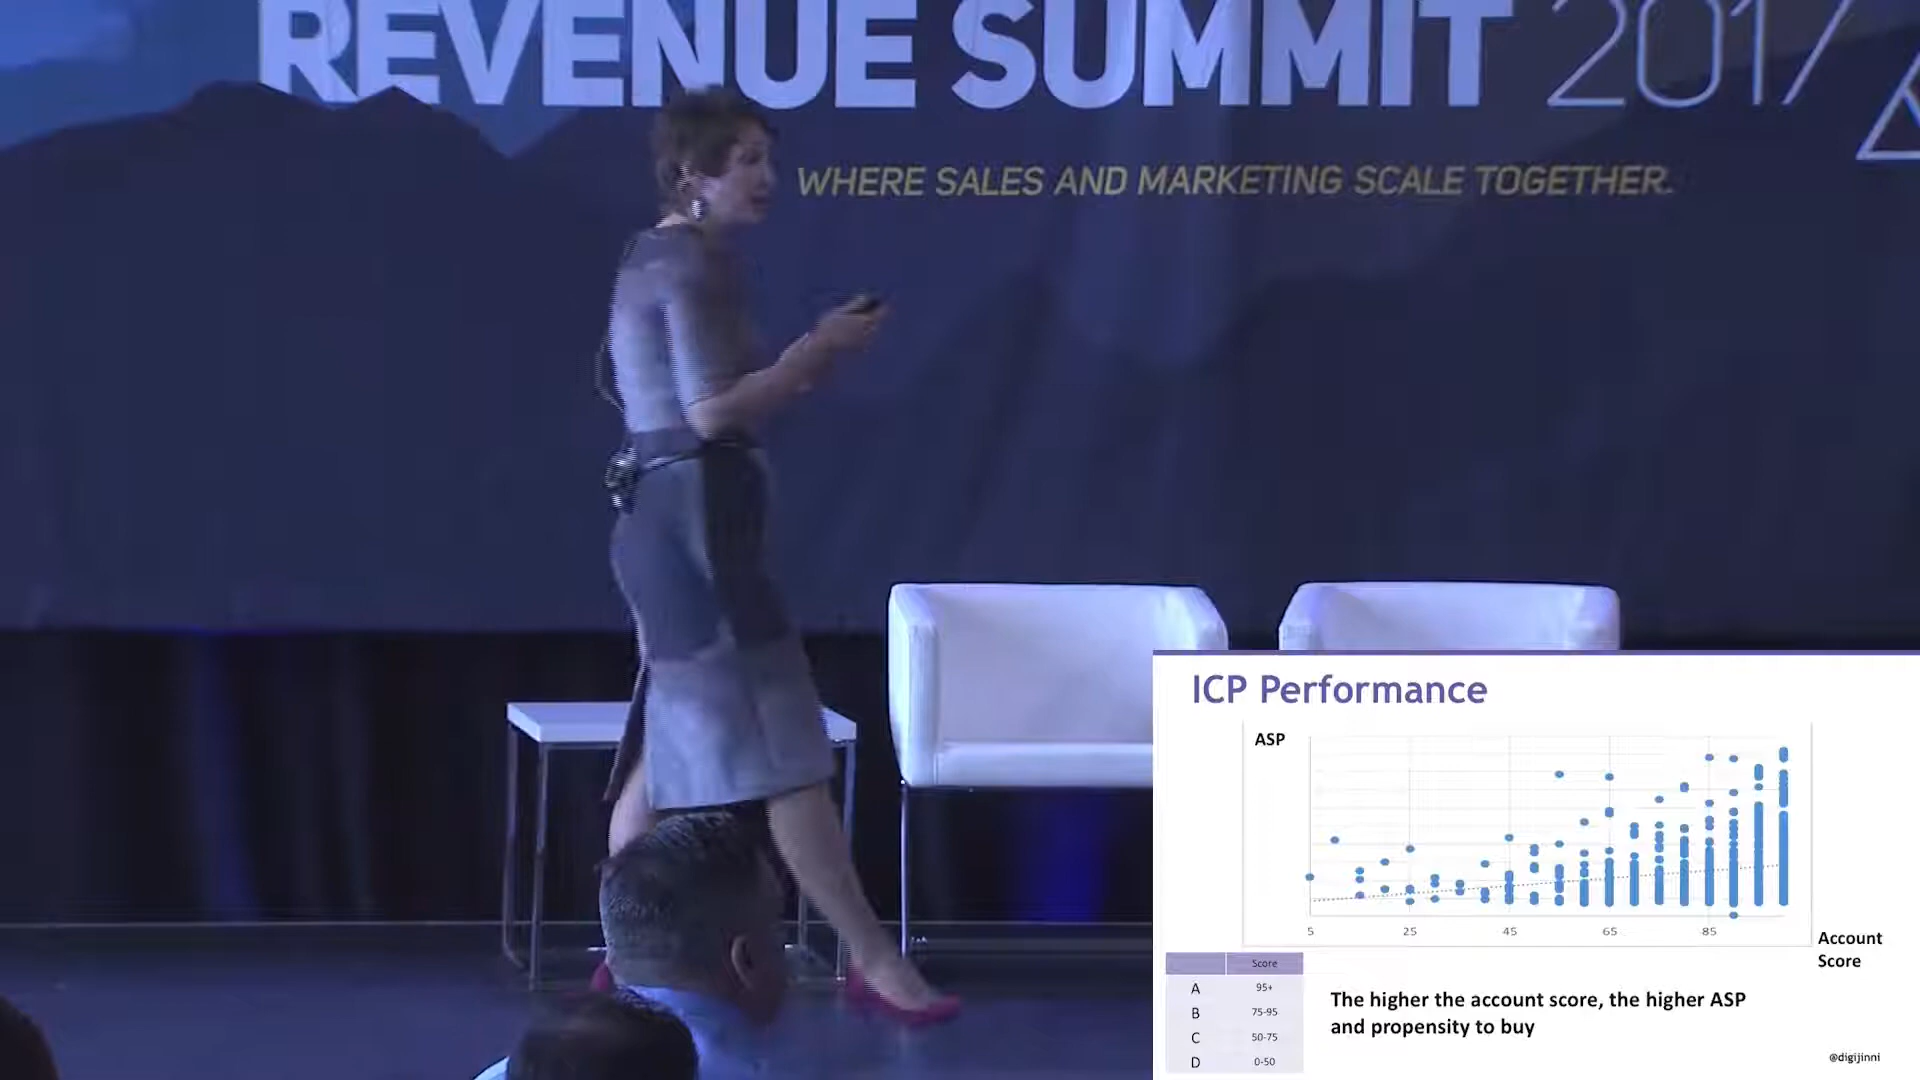 REVENUE SUMMIT 2017
WHERE SALES AND MARKETING SCALE TOGETHER.
ICP Performance
ASP
5 25 45 65 85
Account
Score
Score
A 95+
B 75-95
C 50-75
D 0-50
The higher the account score, the higher ASP
and propensity to buy
@digijinni